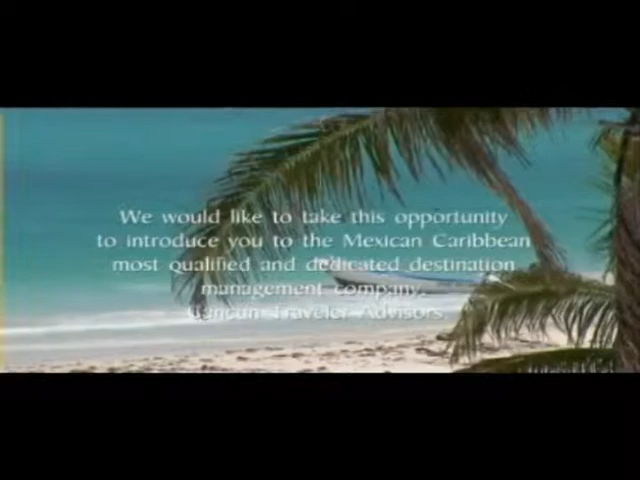 We would like to take this opportunity
to introduce you to the Mexican Caribbean
most qualified and dedicated destination
management company,
Cancun Traveler Advisors.